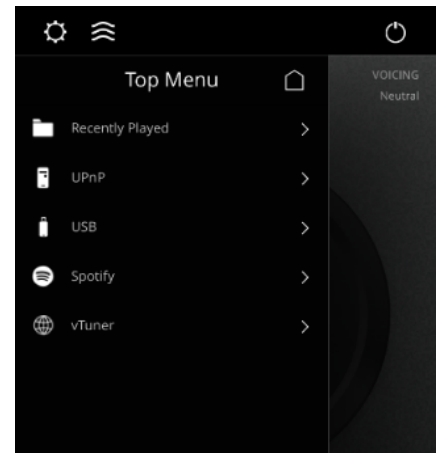 Top Menu
VOICING
Neutral
Recently Played
UPnP
USB
Spotify
vTuner